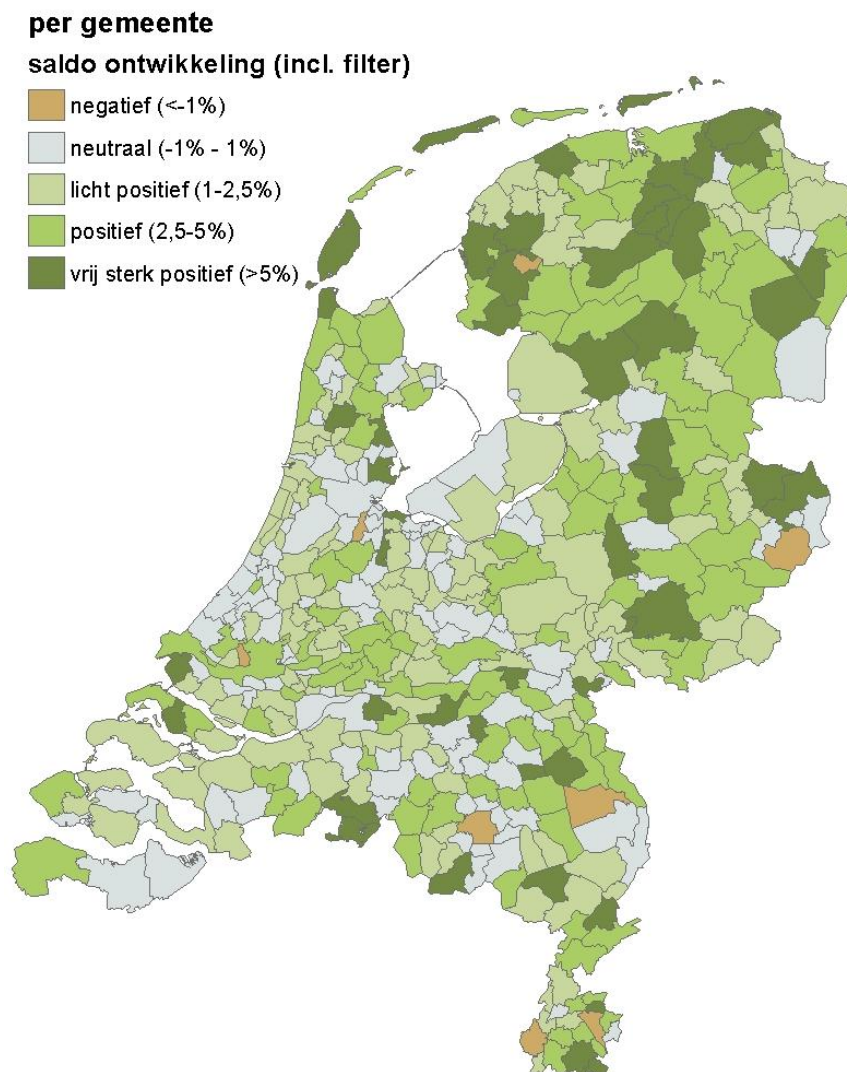 per gemeente
saldo ontwikkeling (incl. filter)
negatief (<-1%)
neutraal (-1% - 1%)
licht positief (1-2,5%)
positief (2,5-5%)
vrij sterk positief (>5%)